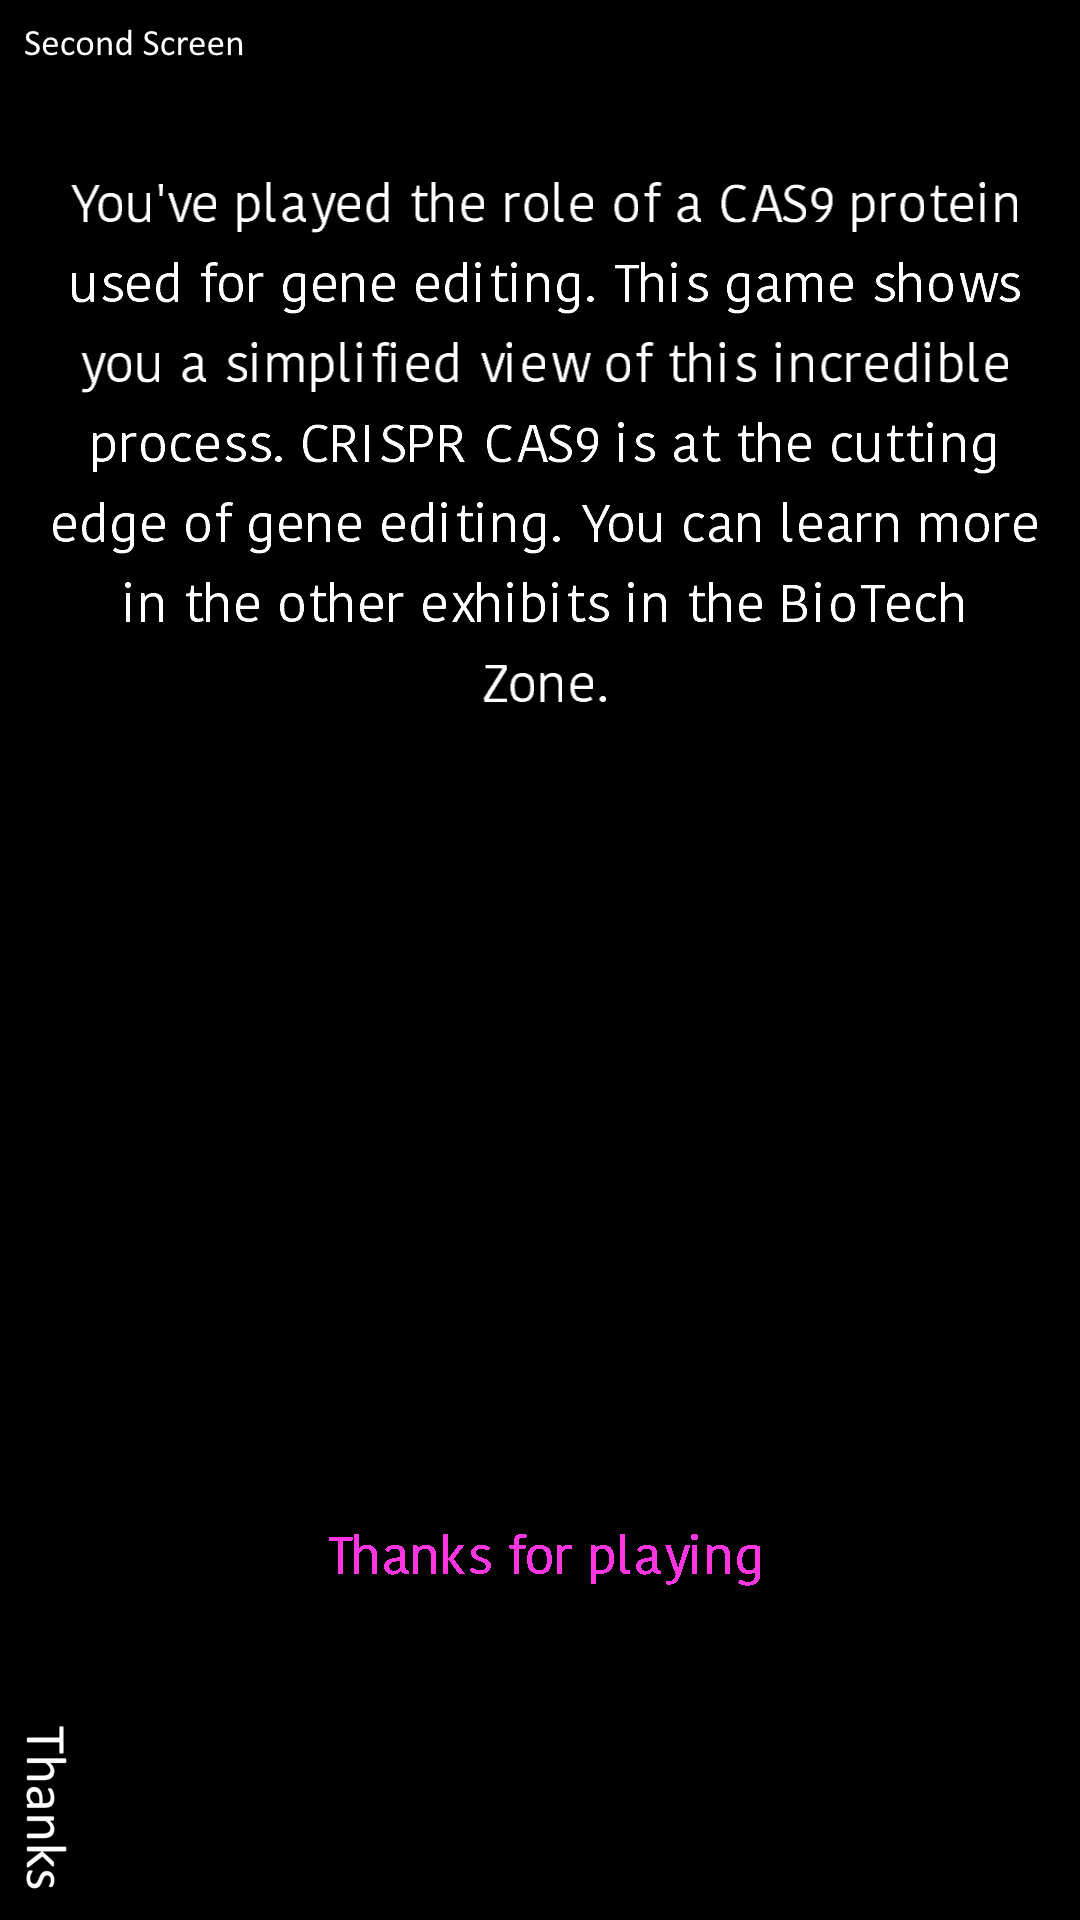 Second Screen
You've played the role of a CAS9 protein
used for gene editing. This game shows
you a simplified view of this incredible
process. CRISPR CAS9 is at the cutting
edge of gene editing. You can learn more
in the other exhibits in the BioTech
Zone.
Thanks for playing
Thanks